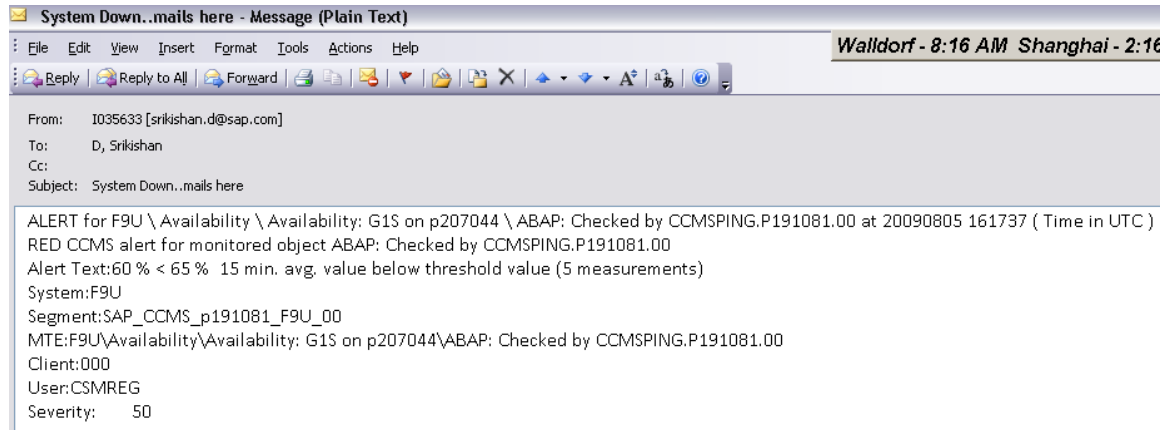 System Down..mails here - Message (Plain Text)
File Edit View Insert Format Tools Actions Help
Walldorf - 8:16 AM Shanghai - 2:16
Reply Reply to All Forward
From: I035633 [srikishan.d@sap.com]
To: D, Srikishan
Cc:
Subject: System Down..mails here
ALERT for F9U \ Availability \ Availability: G1S on p207044 \ ABAP: Checked by CCMSPING.P191081.00 at 20090805 161737 ( Time in UTC )
RED CCMS alert for monitored object ABAP: Checked by CCMSPING.P191081.00
Alert Text:60 % < 65 % 15 min. avg. value below threshold value (5 measurements)
System:F9U
Segment:SAP_CCMS_p191081_F9U_00
MTE:F9U\Availability\Availability: G1S on p207044\ABAP: Checked by CCMSPING.P191081.00
Client:000
User:CSMREG
Severity: 50